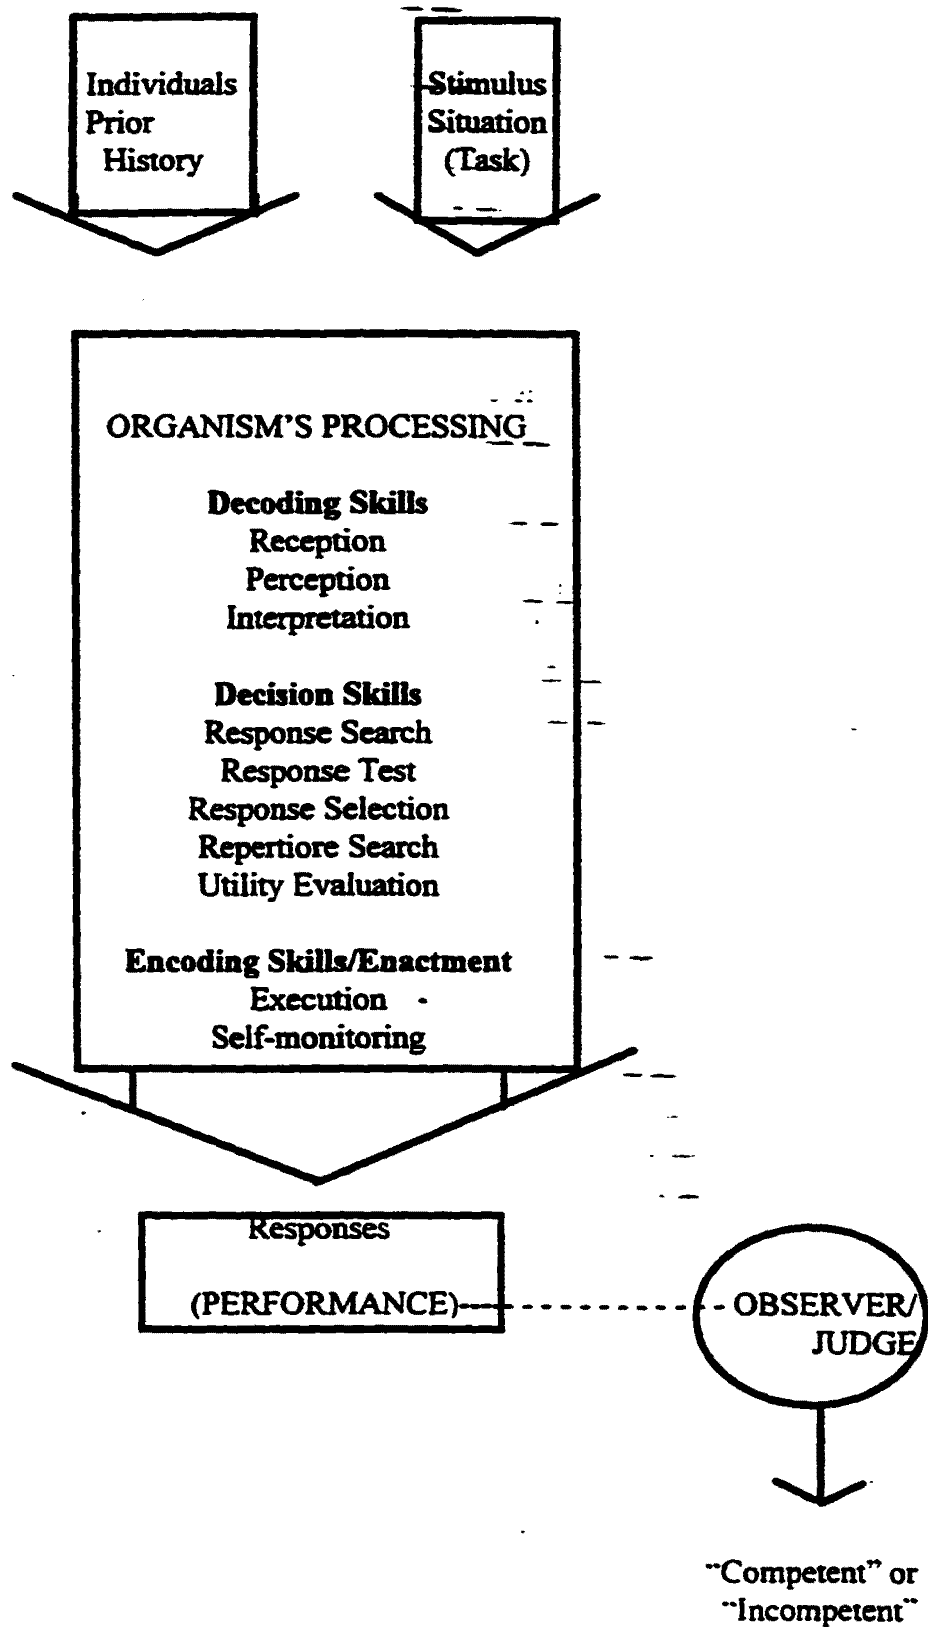 Individuals
Prior
History
Stimulus
Situation
(Task)
ORGANISM'S PROCESSING
Decoding Skills
Reception
Perception
Interpretation
Decision Skills
Response Search
Response Test
Response Selection
Repertiore Search
Utility Evaluation
Encoding Skills/Enactment
Execution
Self-monitoring
Responses
(PERFORMANCE)
OBSERVER/
JUDGE
"Competent" or
"Incompetent"